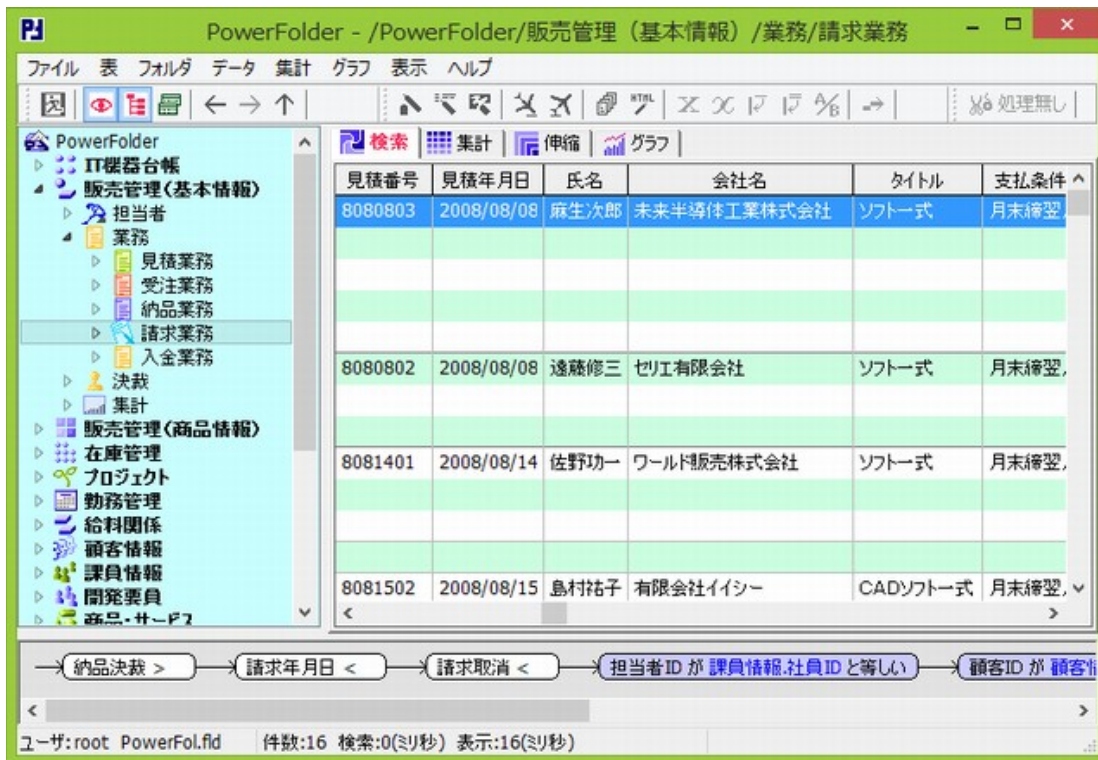 PowerFolder - /PowerFolder/販売管理（基本情報）/業務/請求業務
ファイル 表 フォルダ データ 集計 グラフ 表示 ヘルプ
処理無し
PowerFolder
IT機器台帳
販売管理(基本情報)
担当者
業務
見積業務
受注業務
納品業務
請求業務
入金業務
決裁
集計
販売管理(商品情報)
在庫管理
プロジェクト
勤務管理
給料関係
顧客情報
課員情報
開発要員
商品・サービス
検索 集計 伸縮 グラフ
見積番号 見積年月日 氏名 会社名 タイトル 支払条件
8080803 2008/08/08 麻生次郎 未来半導体工業株式会社 ソフト一式 月末締翌
8080802 2008/08/08 遠藤修三 セリエ有限会社 ソフト一式 月末締翌
8081401 2008/08/14 佐野功一 ワールド販売株式会社 ソフト一式 月末締翌
8081502 2008/08/15 島村祐子 有限会社イイシー CADソフト一式 月末締翌
納品決裁 > 請求年月日 < 請求取消 < 担当者ID が 課員情報.社員ID と等しい 顧客ID が 顧客情
ユーザ:root PowerFol.fld 件数:16 検索:0(ミリ秒) 表示:16(ミリ秒)